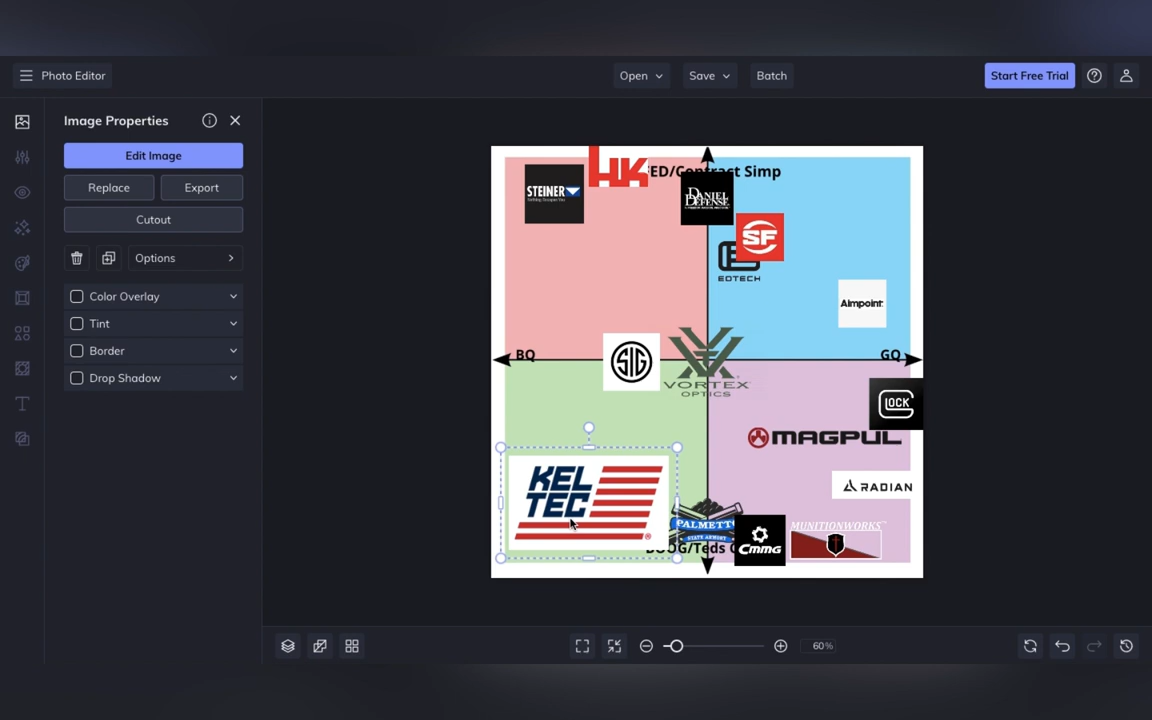 Photo Editor
Open
Save
Batch
Start Free Trial
Image Properties
Edit Image
Replace
Export
Cutout
Options
Color Overlay
Tint
Border
Drop Shadow
ED/Contract Simp
STEINER
HK
DANIEL DEFENSE
SF
EOTECH
Aimpoint
BQ
GQ
SIG
VORTEX
OPTICS
GLOCK
MAGPUL
RADIAN
KEL
TEC
PALMETTO
STATE ARMORY
CMMG
MUNITIONWORKS™
60%